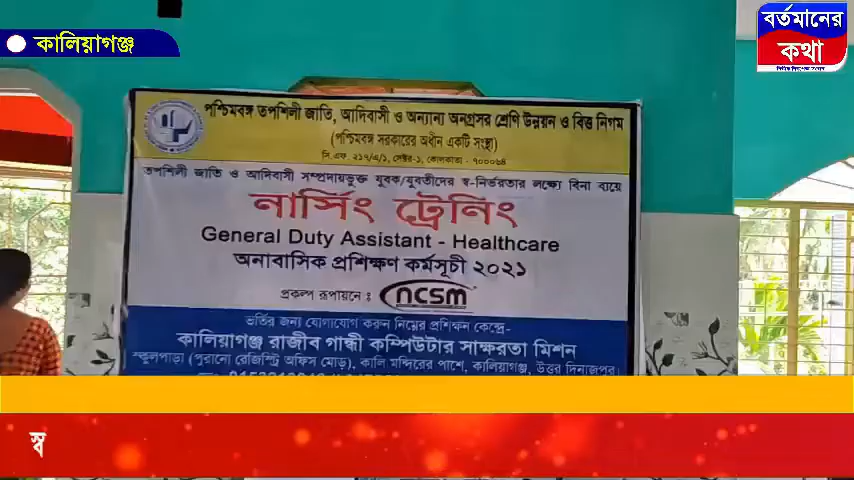 কালিয়াগঞ্জ
বর্তমানের
কথা
পশ্চিমবঙ্গ তপশিলী জাতি, আদিবাসী ও অন্যান্য অনগ্রসর শ্রেণি উন্নয়ন ও বিত্ত নিগম
(পশ্চিমবঙ্গ সরকারের অধীন একটি সংস্থা)
সি.এফ. ২১৭/এ/১, সেক্টর-১, কোলকাতা - ৭০০০৬৪
তপশিলী জাতি ও আদিবাসী সম্প্রদায়ভুক্ত যুবক/যুবতীদের স্ব-নির্ভরতার লক্ষ্যে বিনা ব্যয়ে
নার্সিং ট্রেনিং
General Duty Assistant - Healthcare
অনাবাসিক প্রশিক্ষণ কর্মসূচী ২০২১
প্রকল্প রূপায়নে : ncsm
ভর্তির জন্য যোগাযোগ করুন নিম্নের প্রশিক্ষণ কেন্দ্রে-
কালিয়াগঞ্জ রাজীব গান্ধী কম্পিউটার সাক্ষরতা মিশন
স্কুলপাড়া (পুরানো রেজিস্ট্রি অফিস মোড়), কালি মন্দিরের পাশে, কালিয়াগঞ্জ, উত্তর দিনাজপুর।
স্ব